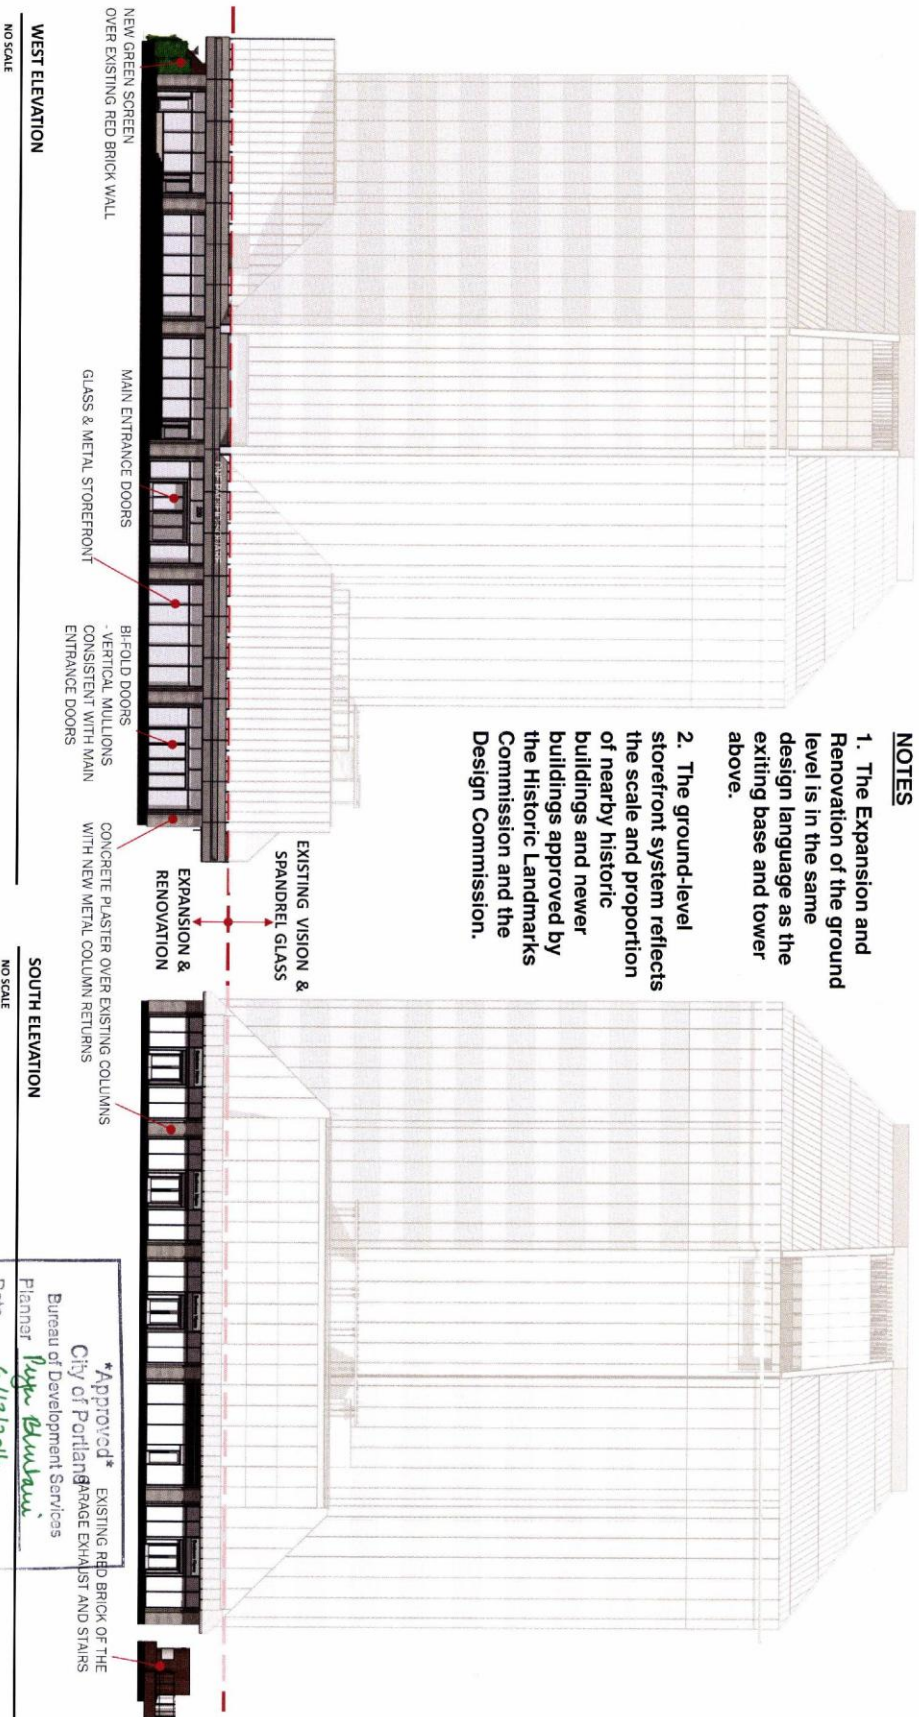 NOTES
1. The Expansion and
Renovation of the ground
level is in the same
design language as the
exiting base and tower
above.
2. The ground-level
storefront system reflects
the scale and proportion
of nearby historic
buildings and newer
buildings approved by
the Historic Landmarks
Commission and the
Design Commission.
EXISTING VISION &
SPANDREL GLASS
EXPANSION &
RENOVATION
NEW GREEN SCREEN
OVER EXISTING RED BRICK WALL
MAIN ENTRANCE DOORS
GLASS & METAL STOREFRONT
BI-FOLD DOORS
- VERTICAL MULLIONS
CONSISTENT WITH MAIN
ENTRANCE DOORS
CONCRETE PLASTER OVER EXISTING COLUMNS
WITH NEW METAL COLUMN RETURNS
EXISTING RED BRICK OF THE
GARAGE EXHAUST AND STAIRS
WEST ELEVATION
NO SCALE
SOUTH ELEVATION
NO SCALE
*Approved*
City of Portland
Bureau of Development Services
Planner